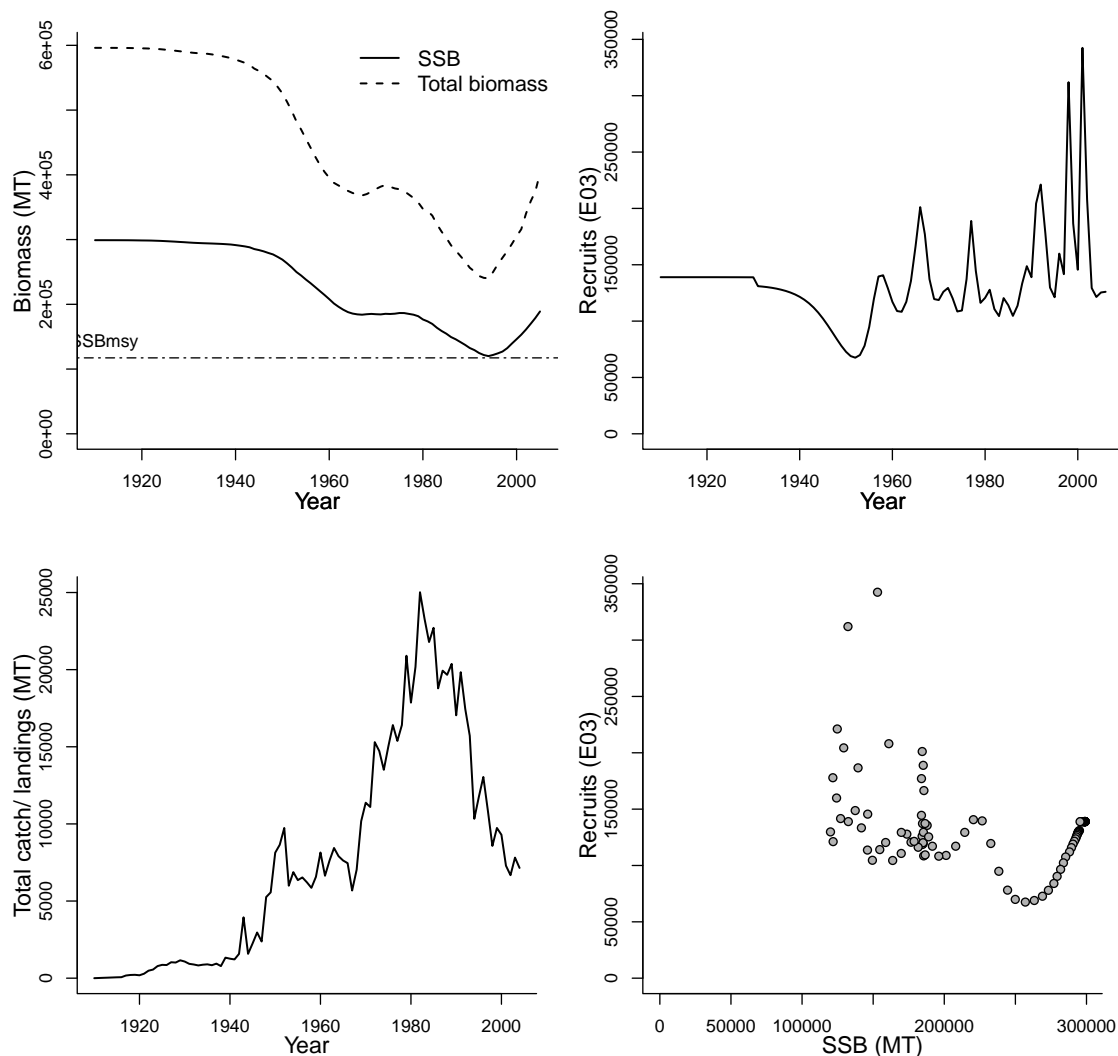 SSB
Total biomass
Biomass (MT)
0e+00
2e+05
4e+05
6e+05
SSBmsy
1920
1940
1960
1980
2000
Year
Recruits (E03)
0
50000
150000
250000
350000
1920
1940
1960
1980
2000
Year
Total catch/ landings (MT)
0
5000
10000
15000
20000
25000
1920
1940
1960
1980
2000
Year
Recruits (E03)
0
50000
150000
250000
350000
0
50000
100000
200000
300000
SSB (MT)